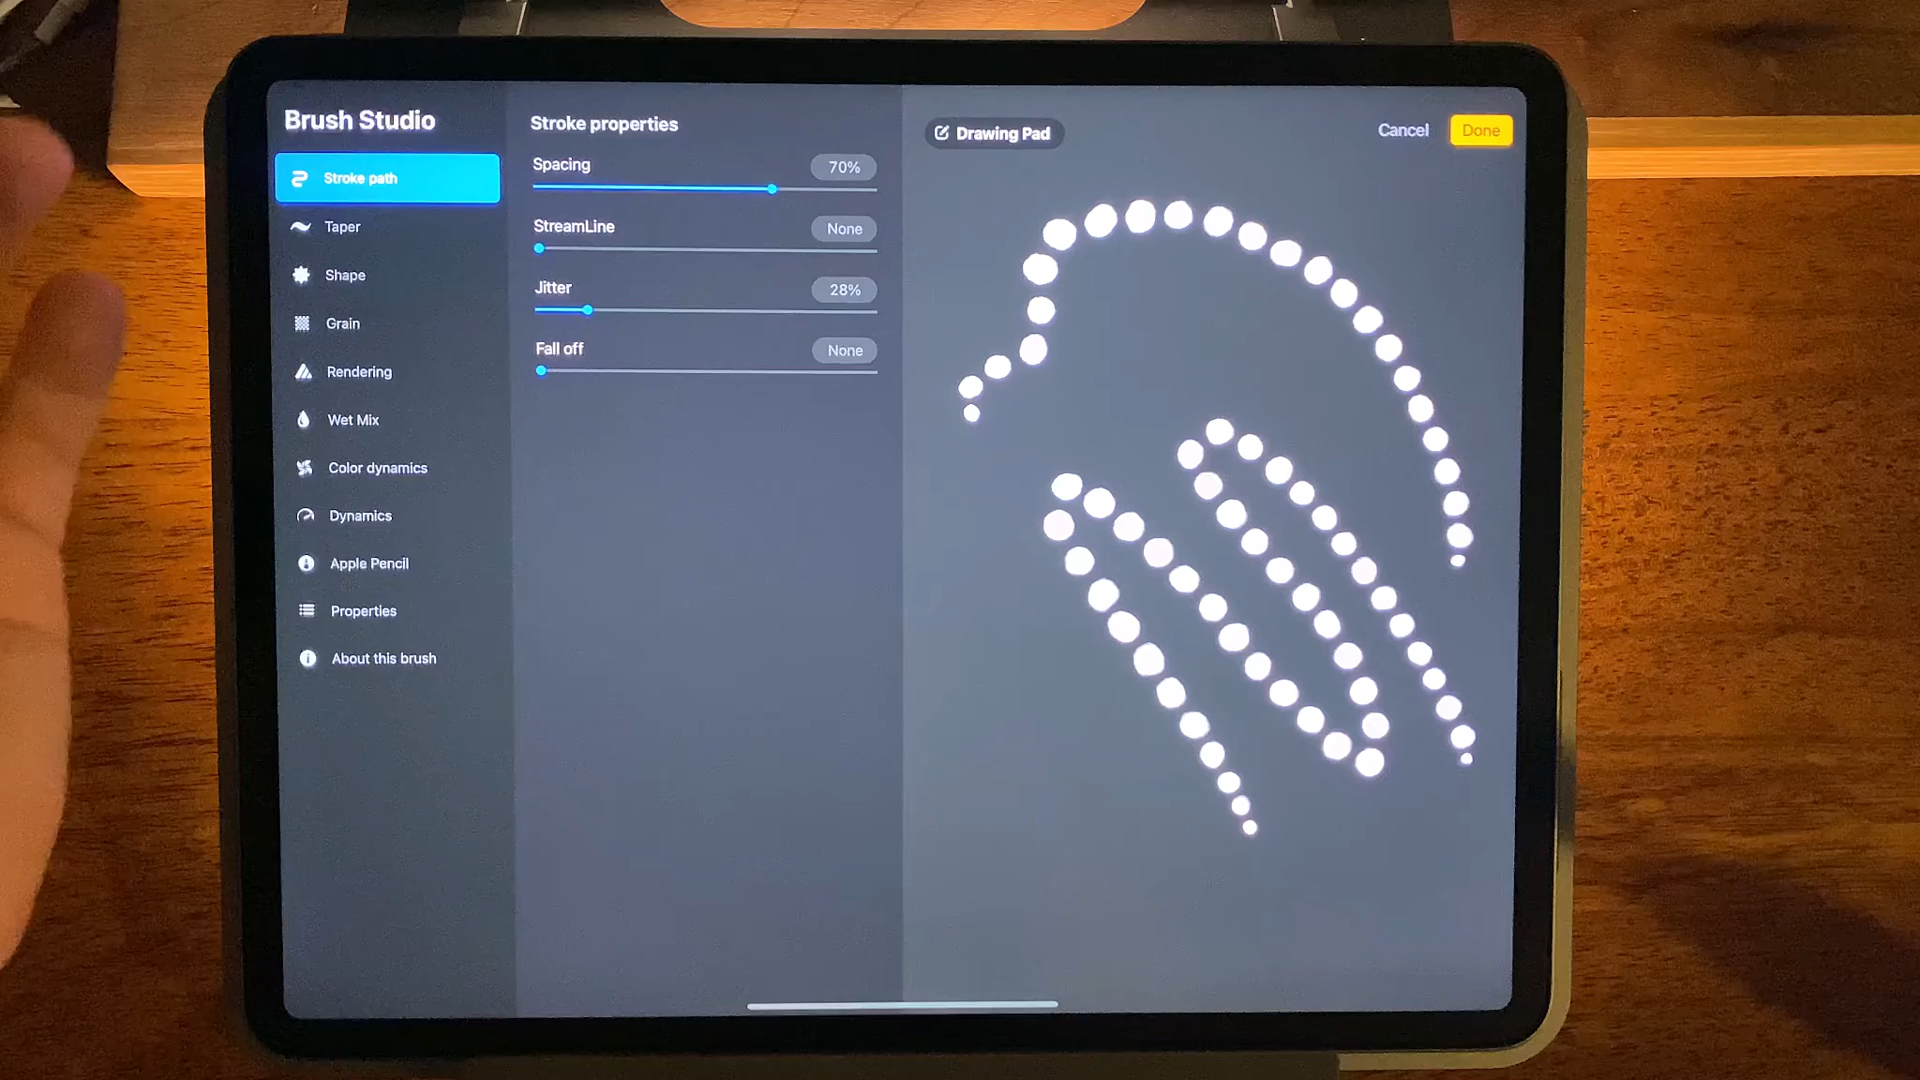 Brush Studio
Stroke path
Taper
Shape
Grain
Rendering
Wet Mix
Color dynamics
Dynamics
Apple Pencil
Properties
About this brush
Stroke properties
Spacing 70%
StreamLine None
Jitter 28%
Fall off None
Drawing Pad
Cancel Done